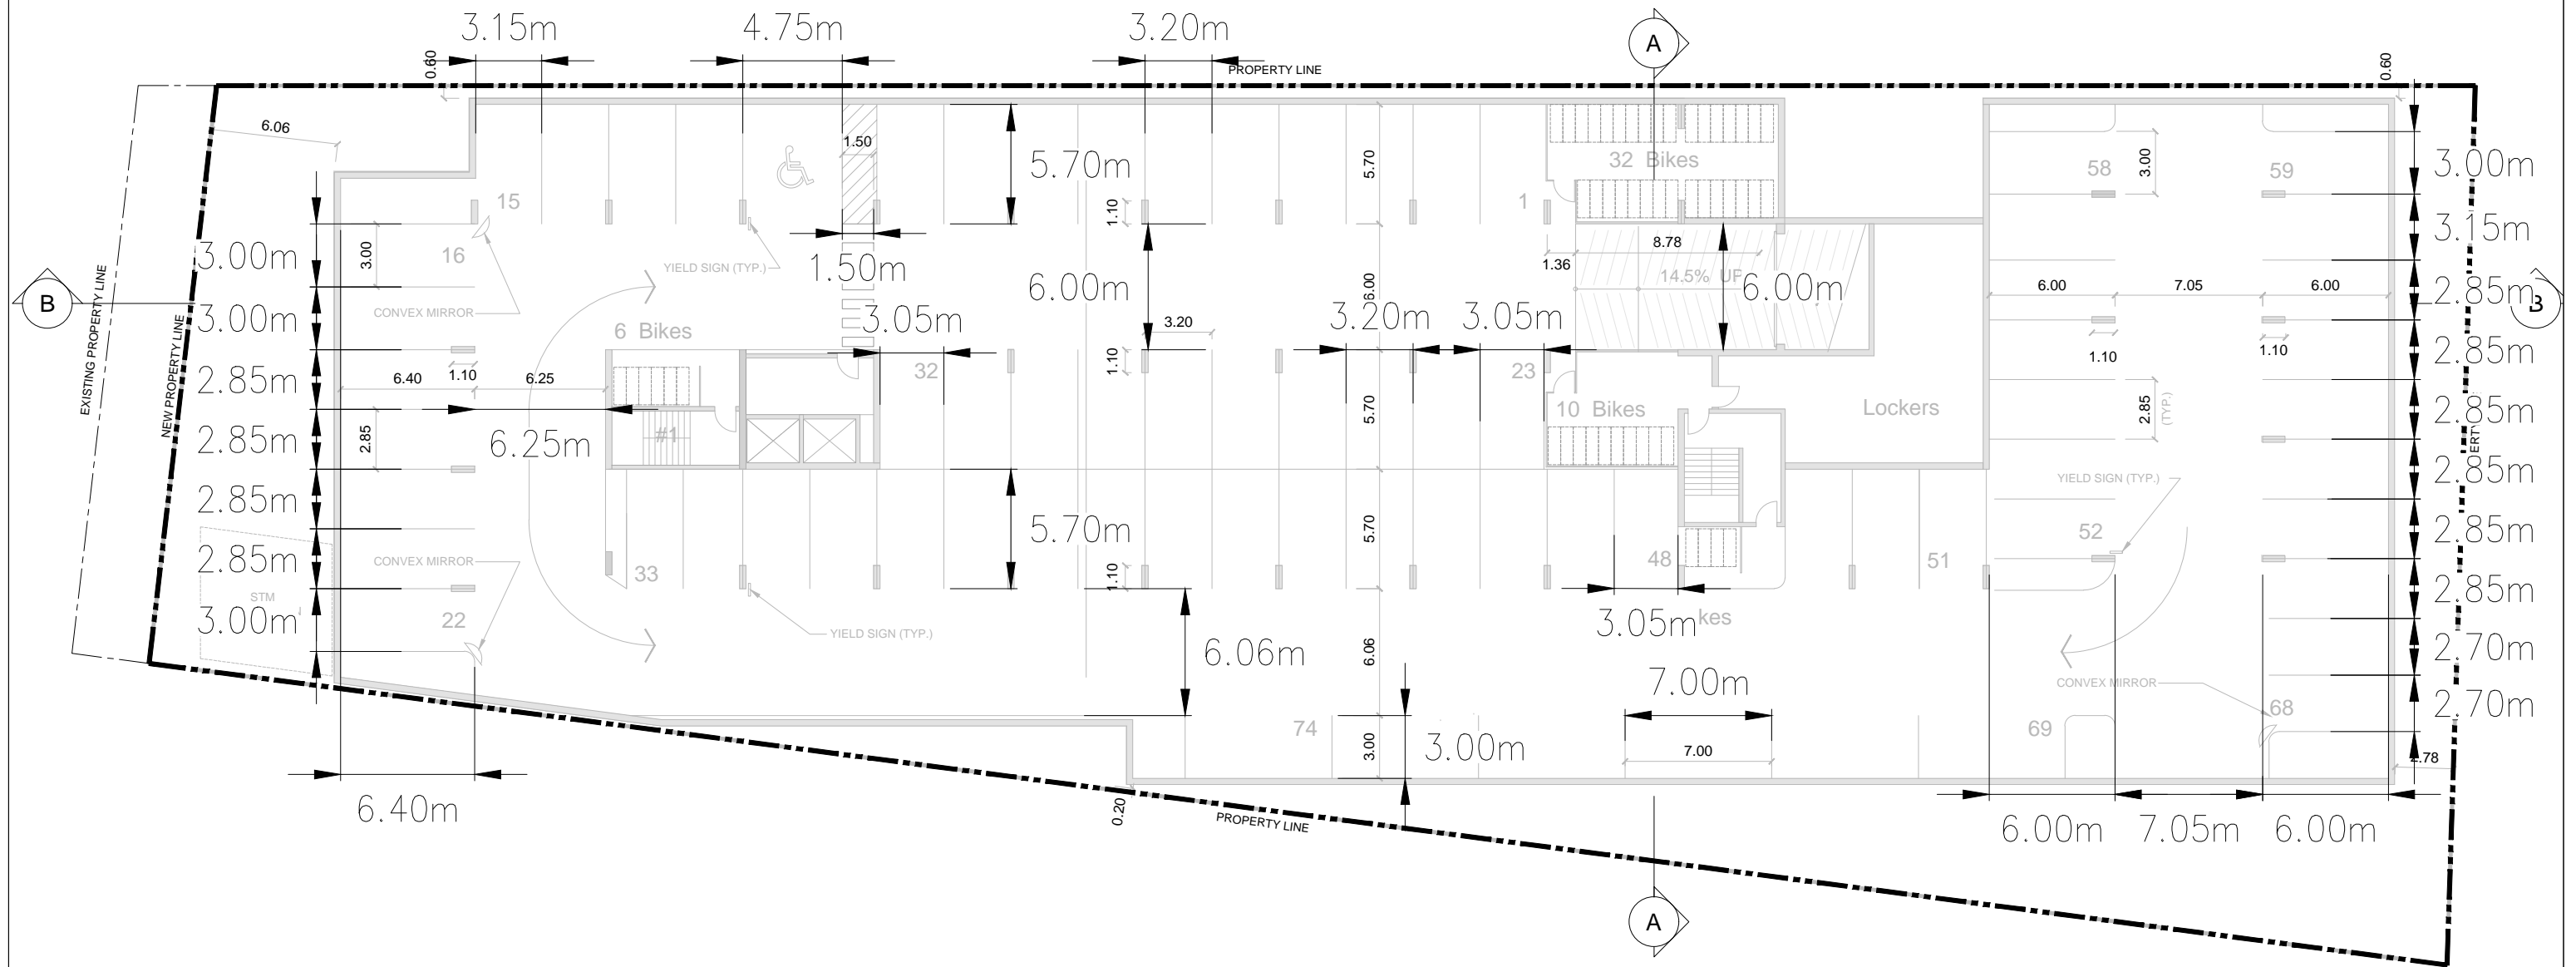 3.15m
4.75m
3.20m
A
0.60
0.60
PROPERTY LINE
6.06
1.50
5.70m
5.70
32 Bikes
58
59
3.00
3.00m
15
1.10
1.10
1
3.15m
16
3.00
3.00m
YIELD SIGN (TYP.)
1.50m
6.00m
6.00
1.36
8.78
14.5% UP
6.00m
6.00
7.05
6.00
2.85m
B
B
EXISTING PROPERTY LINE
NEW PROPERTY LINE
CONVEX MIRROR
3.00m
6 Bikes
3.05m
3.20
3.20m
3.05m
1.10
1.10
1.10
2.85m
6.40
1.10
6.25
2.85m
32
23
10 Bikes
Lockers
2.85
(TYP.)
2.85m
2.85
2.85m
6.25m
#1
5.70
ERTY
2.85m
2.85m
5.70m
5.70
YIELD SIGN (TYP.)
52
2.85m
CONVEX MIRROR
2.85m
33
1.10
48
51
2.85m
STM
3.00m
22
YIELD SIGN (TYP.)
3.05m
kes
6.06m
6.06
2.70m
7.00m
CONVEX MIRROR
68
2.70m
74
3.00
3.00m
7.00
69
2.78
6.40m
0.20
PROPERTY LINE
6.00m
7.05m
6.00m
A